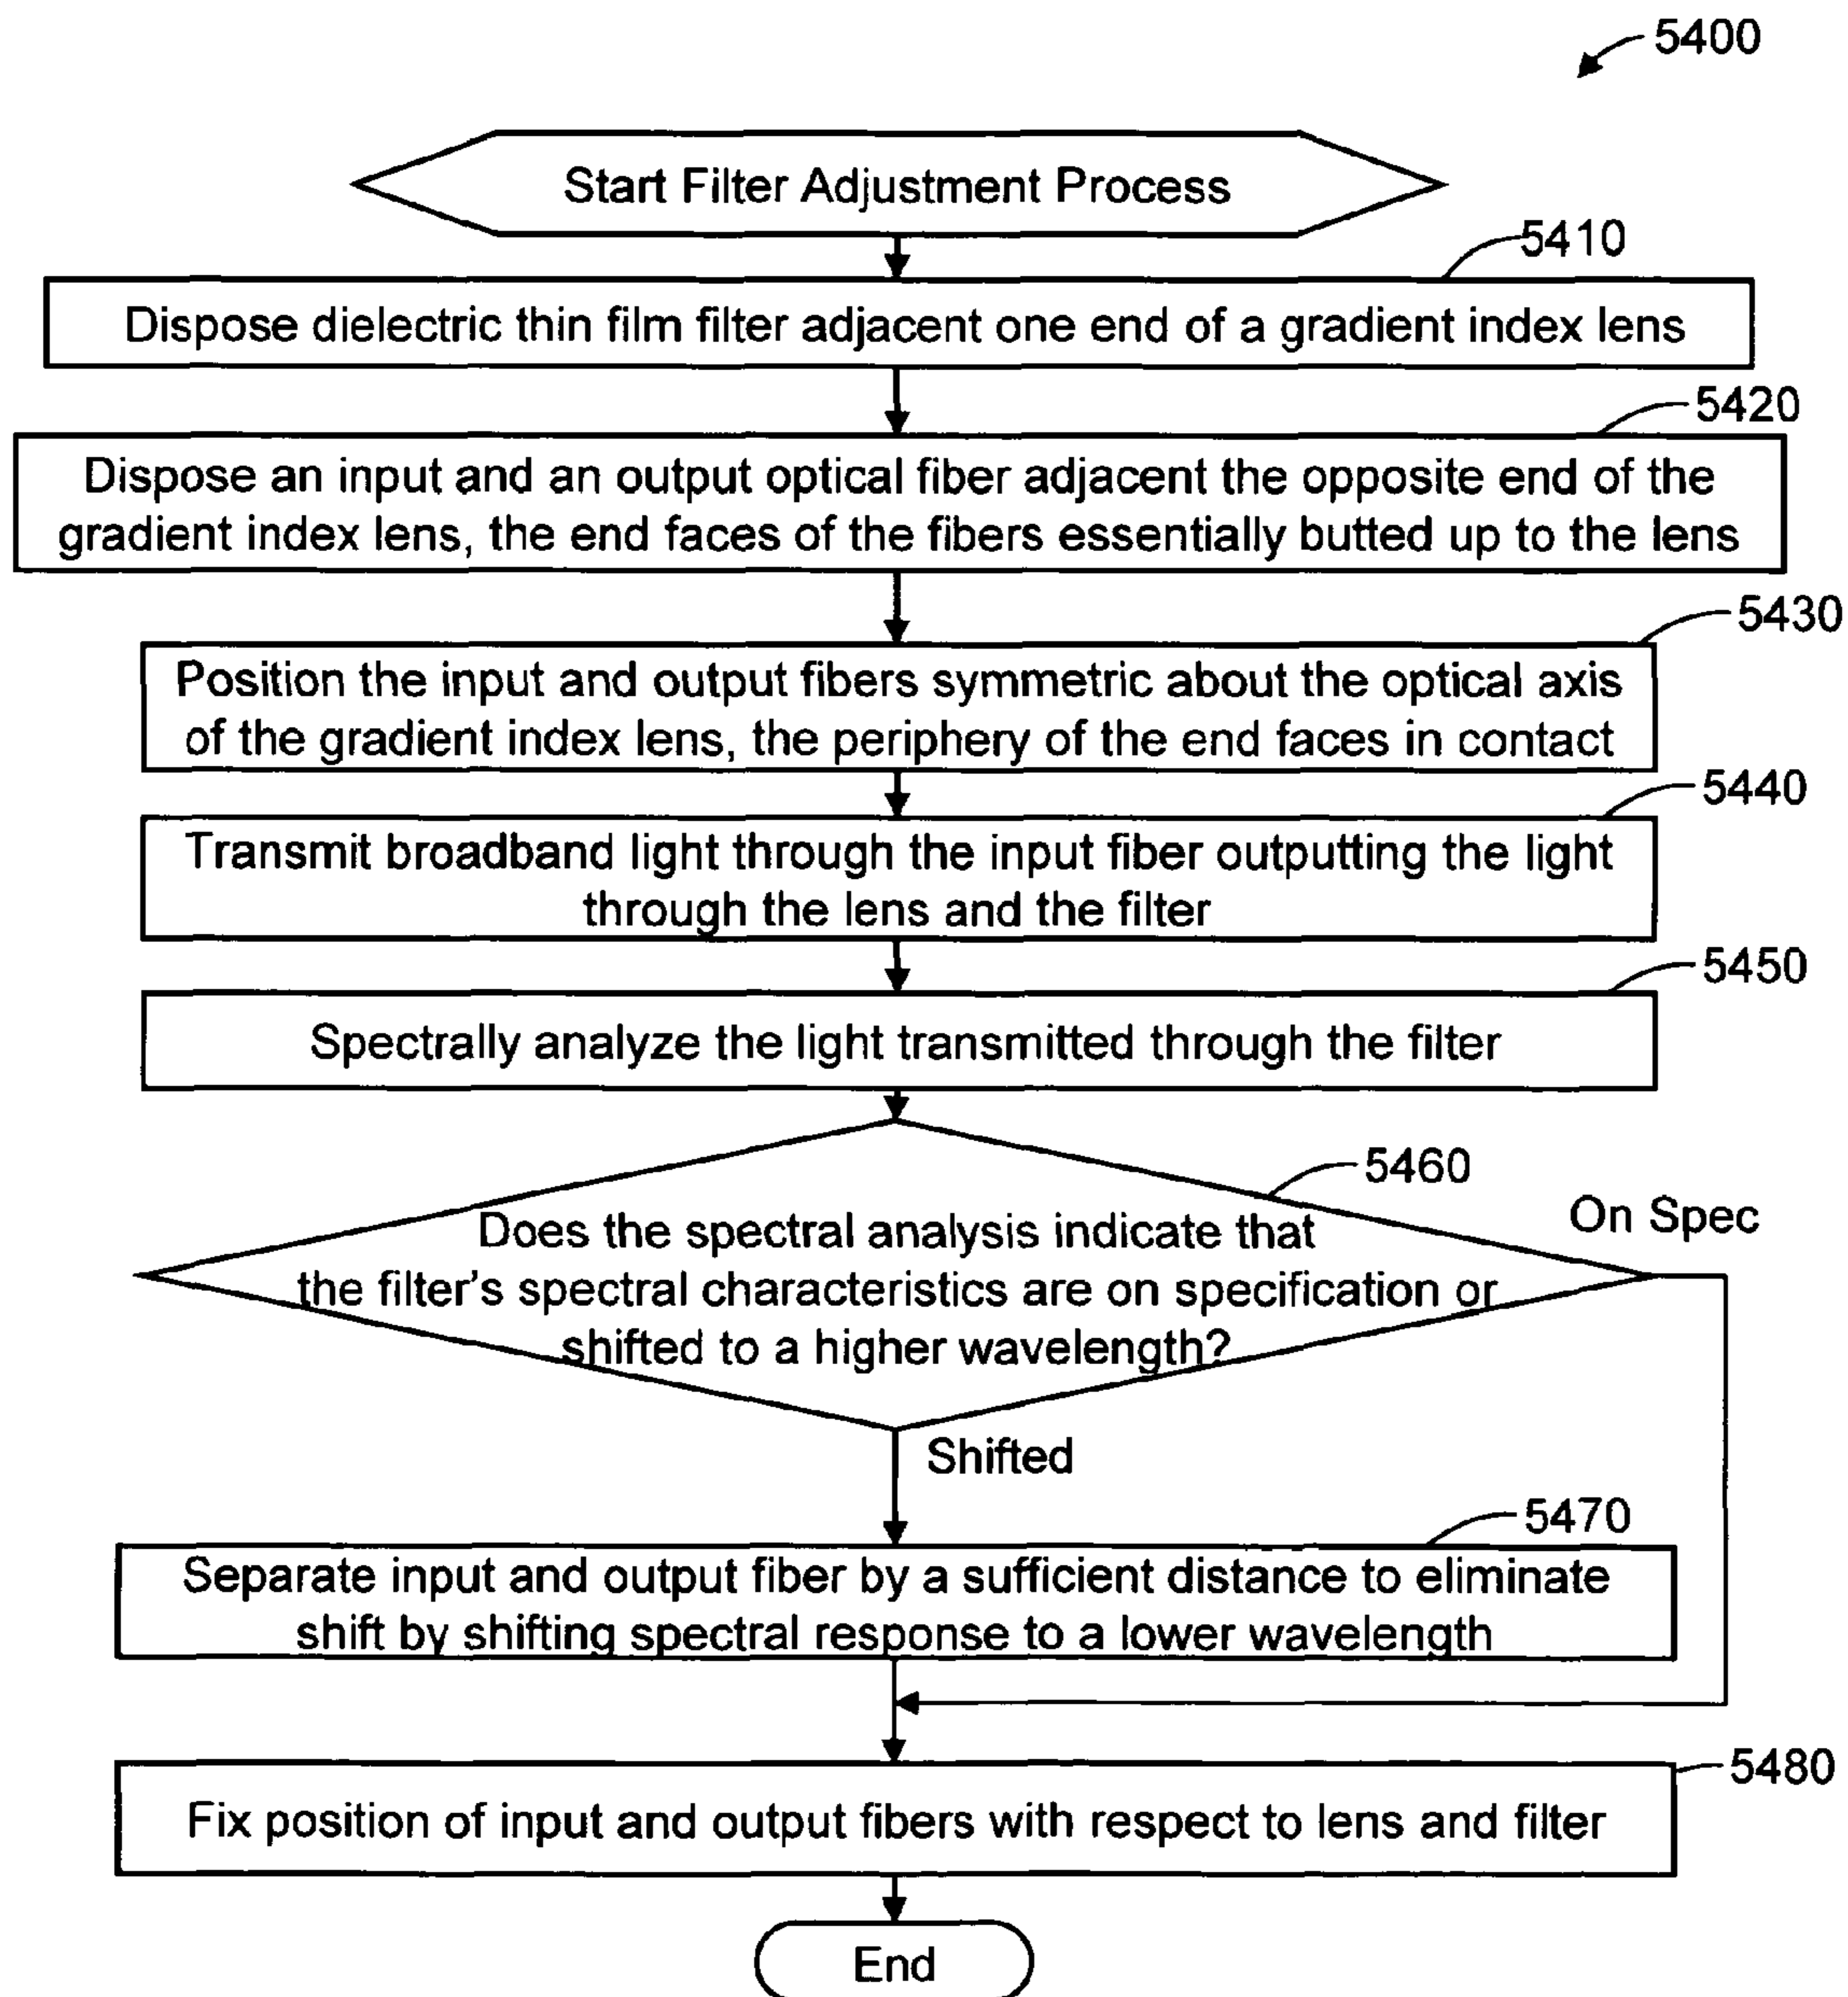 5400
Start Filter Adjustment Process
5410
Dispose dielectric thin film filter adjacent one end of a gradient index lens
5420
Dispose an input and an output optical fiber adjacent the opposite end of the
gradient index lens, the end faces of the fibers essentially butted up to the lens
5430
Position the input and output fibers symmetric about the optical axis
of the gradient index lens, the periphery of the end faces in contact
5440
Transmit broadband light through the input fiber outputting the light
through the lens and the filter
5450
Spectrally analyze the light transmitted through the filter
5460
On Spec
Does the spectral analysis indicate that
the filter's spectral characteristics are on specification or
shifted to a higher wavelength?
Shifted
5470
Separate input and output fiber by a sufficient distance to eliminate
shift by shifting spectral response to a lower wavelength
5480
Fix position of input and output fibers with respect to lens and filter
End